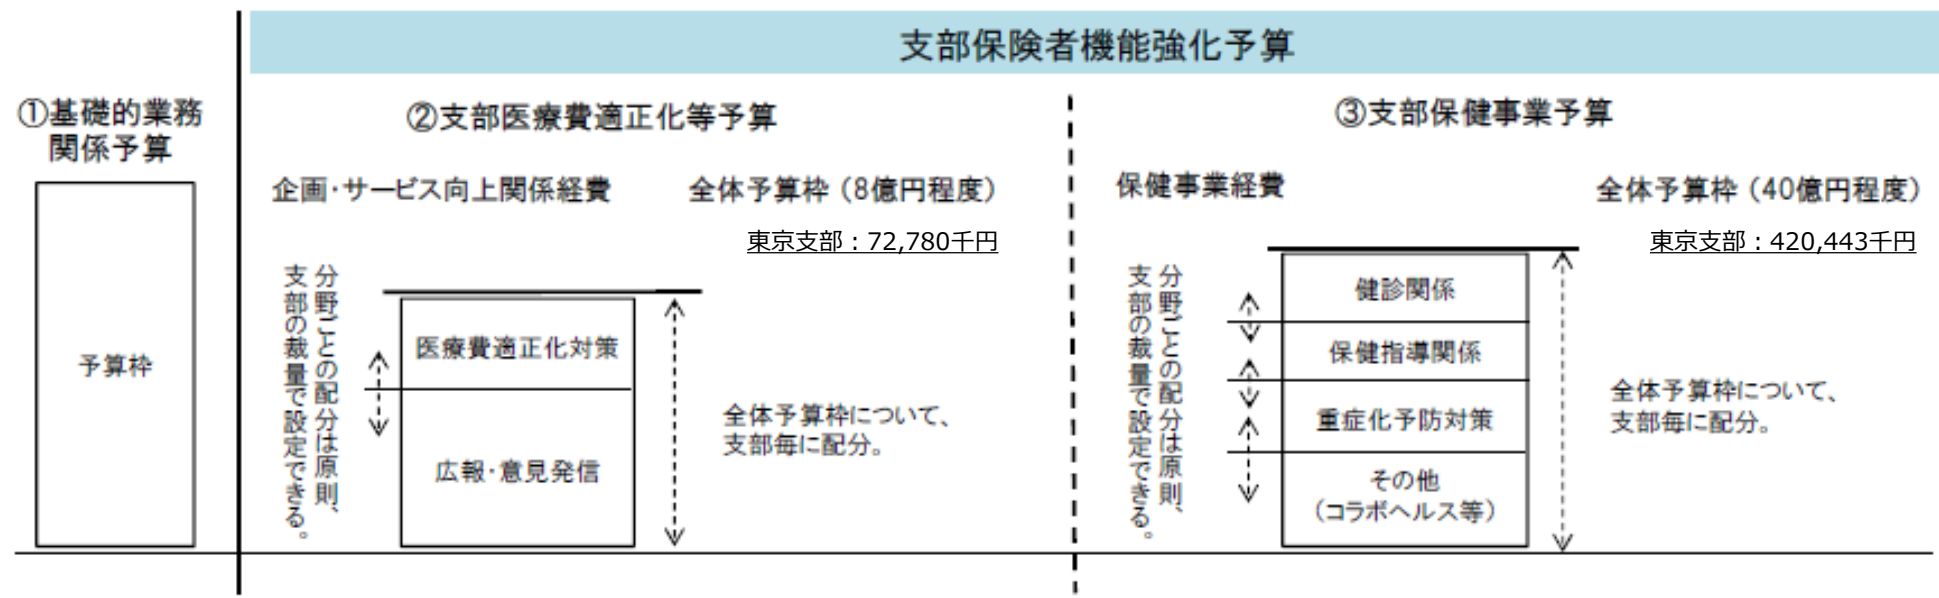 支部保険者機能強化予算
①基礎的業務
関係予算
予算枠
②支部医療費適正化等予算
企画・サービス向上関係経費
全体予算枠（8億円程度）
東京支部：72,780千円
分野ごとの配分は原則、
支部の裁量で設定できる。
医療費適正化対策
広報・意見発信
全体予算枠について、
支部毎に配分。
③支部保健事業予算
保健事業経費
全体予算枠（40億円程度）
東京支部：420,443千円
分野ごとの配分は原則、
支部の裁量で設定できる。
健診関係
保健指導関係
重症化予防対策
その他
（コラボヘルス等）
全体予算枠について、
支部毎に配分。